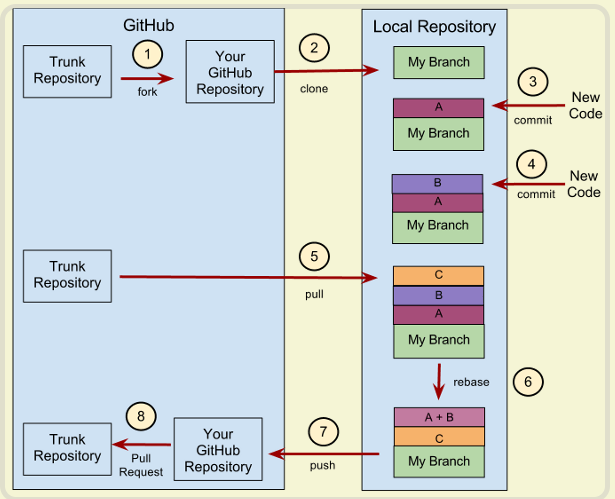 GitHub
Local Repository
Trunk
Repository
1
fork
Your
GitHub
Repository
2
clone
My Branch
A
My Branch
3
commit
New
Code
B
A
My Branch
4
commit
New
Code
Trunk
Repository
5
pull
C
B
A
My Branch
rebase
6
A + B
C
My Branch
7
push
Your
GitHub
Repository
8
Pull
Request
Trunk
Repository